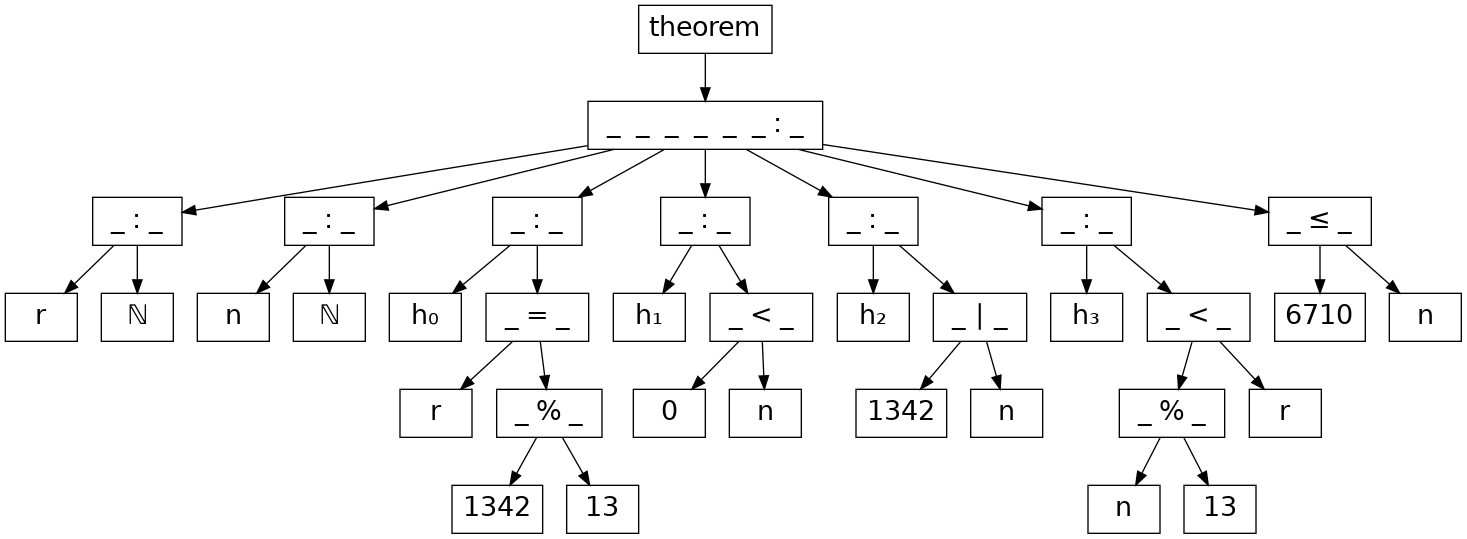 theorem
_ _ _ _ _ _ : _
_ : _ _ : _ _ : _ _ : _ _ : _ _ : _ _ ≤ _
r ℕ n ℕ h₀ _ = _ h₁ _ < _ h₂ _ | _ h₃ _ < _ 6710 n
r _ % _ 0 n 1342 n _ % _ r
1342 13 n 13